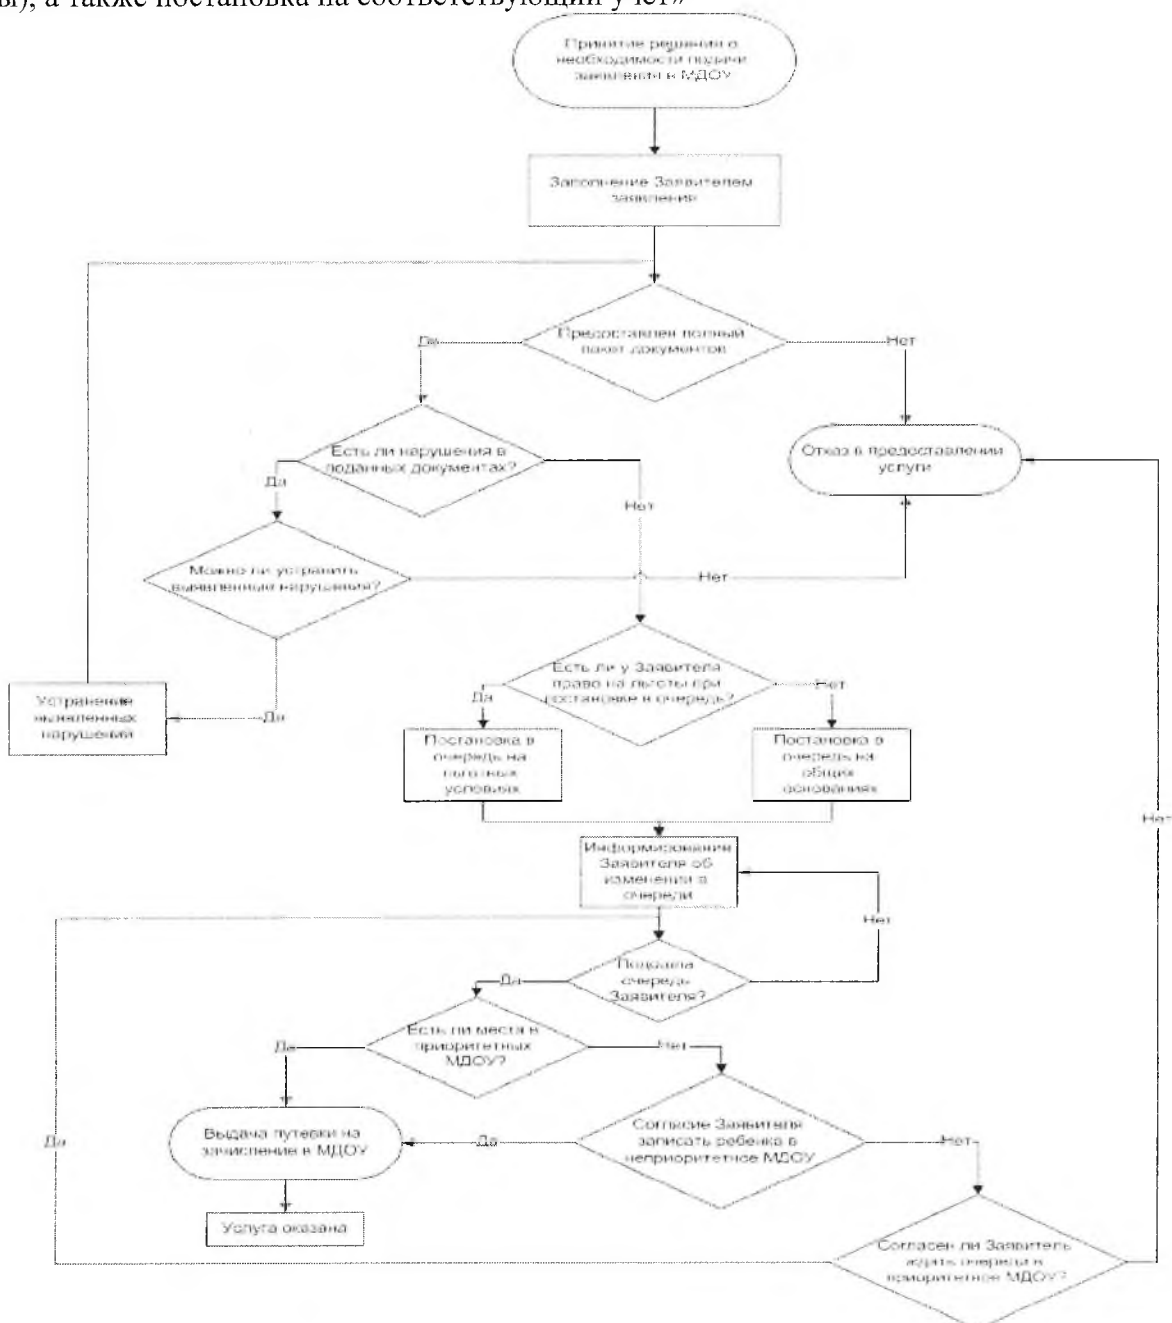 ы), а также постановка на соответствующий учет»
Принятие решения о
необходимости подачи
заявления в МДОУ
Заполнение Заявителем
заявления
Предоставлен полный
пакет документов
Да
Нет
Есть ли нарушения в
поданных документах?
Отказ в предоставлении
услуги
Да
Нет
Можно ли устранить
выявленные нарушения?
Нет
Есть ли у Заявителя
право на льготы при
постановке в очередь?
Да
Нет
Устранение
выявленных
нарушений
Да
Постановка в
очередь на
льготных
условиях
Постановка в
очередь на
общих
основаниях
Нет
Информирование
Заявителя об
изменении в
очереди
Нет
Подошла
очередь
Заявителя?
Да
Есть ли места в
приоритетных
МДОУ?
Да
Нет
Выдача путевки на
зачисление в МДОУ
Да
Согласие Заявителя
записать ребенка в
неприоритетное МДОУ
Да
Нет
Услуга оказана
Согласен ли Заявитель
ждать очереди в
приоритетное МДОУ?